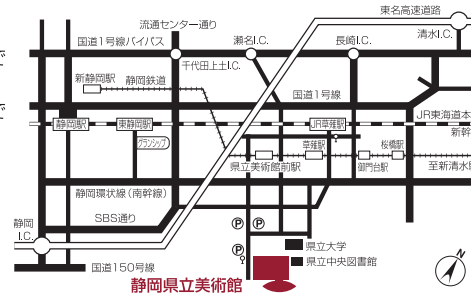 東名高速道路
流通センター通り
清水I.C.
国道1号線バイパス
瀬名I.C.
長崎I.C.
で
千代田上土I.C.
新静岡駅
静岡鉄道
国道1号線
で
静岡駅
東静岡駅
JR草薙駅
JR東海道本
新幹
グランシップ
草薙駅
桜橋駅
県立美術館前駅
御門台駅
至新清水
静岡環状線(南幹線)
SBS通り
静岡
I.C.
P
P
P
県立大学
県立中央図書館
国道150号線
静岡県立美術館
N